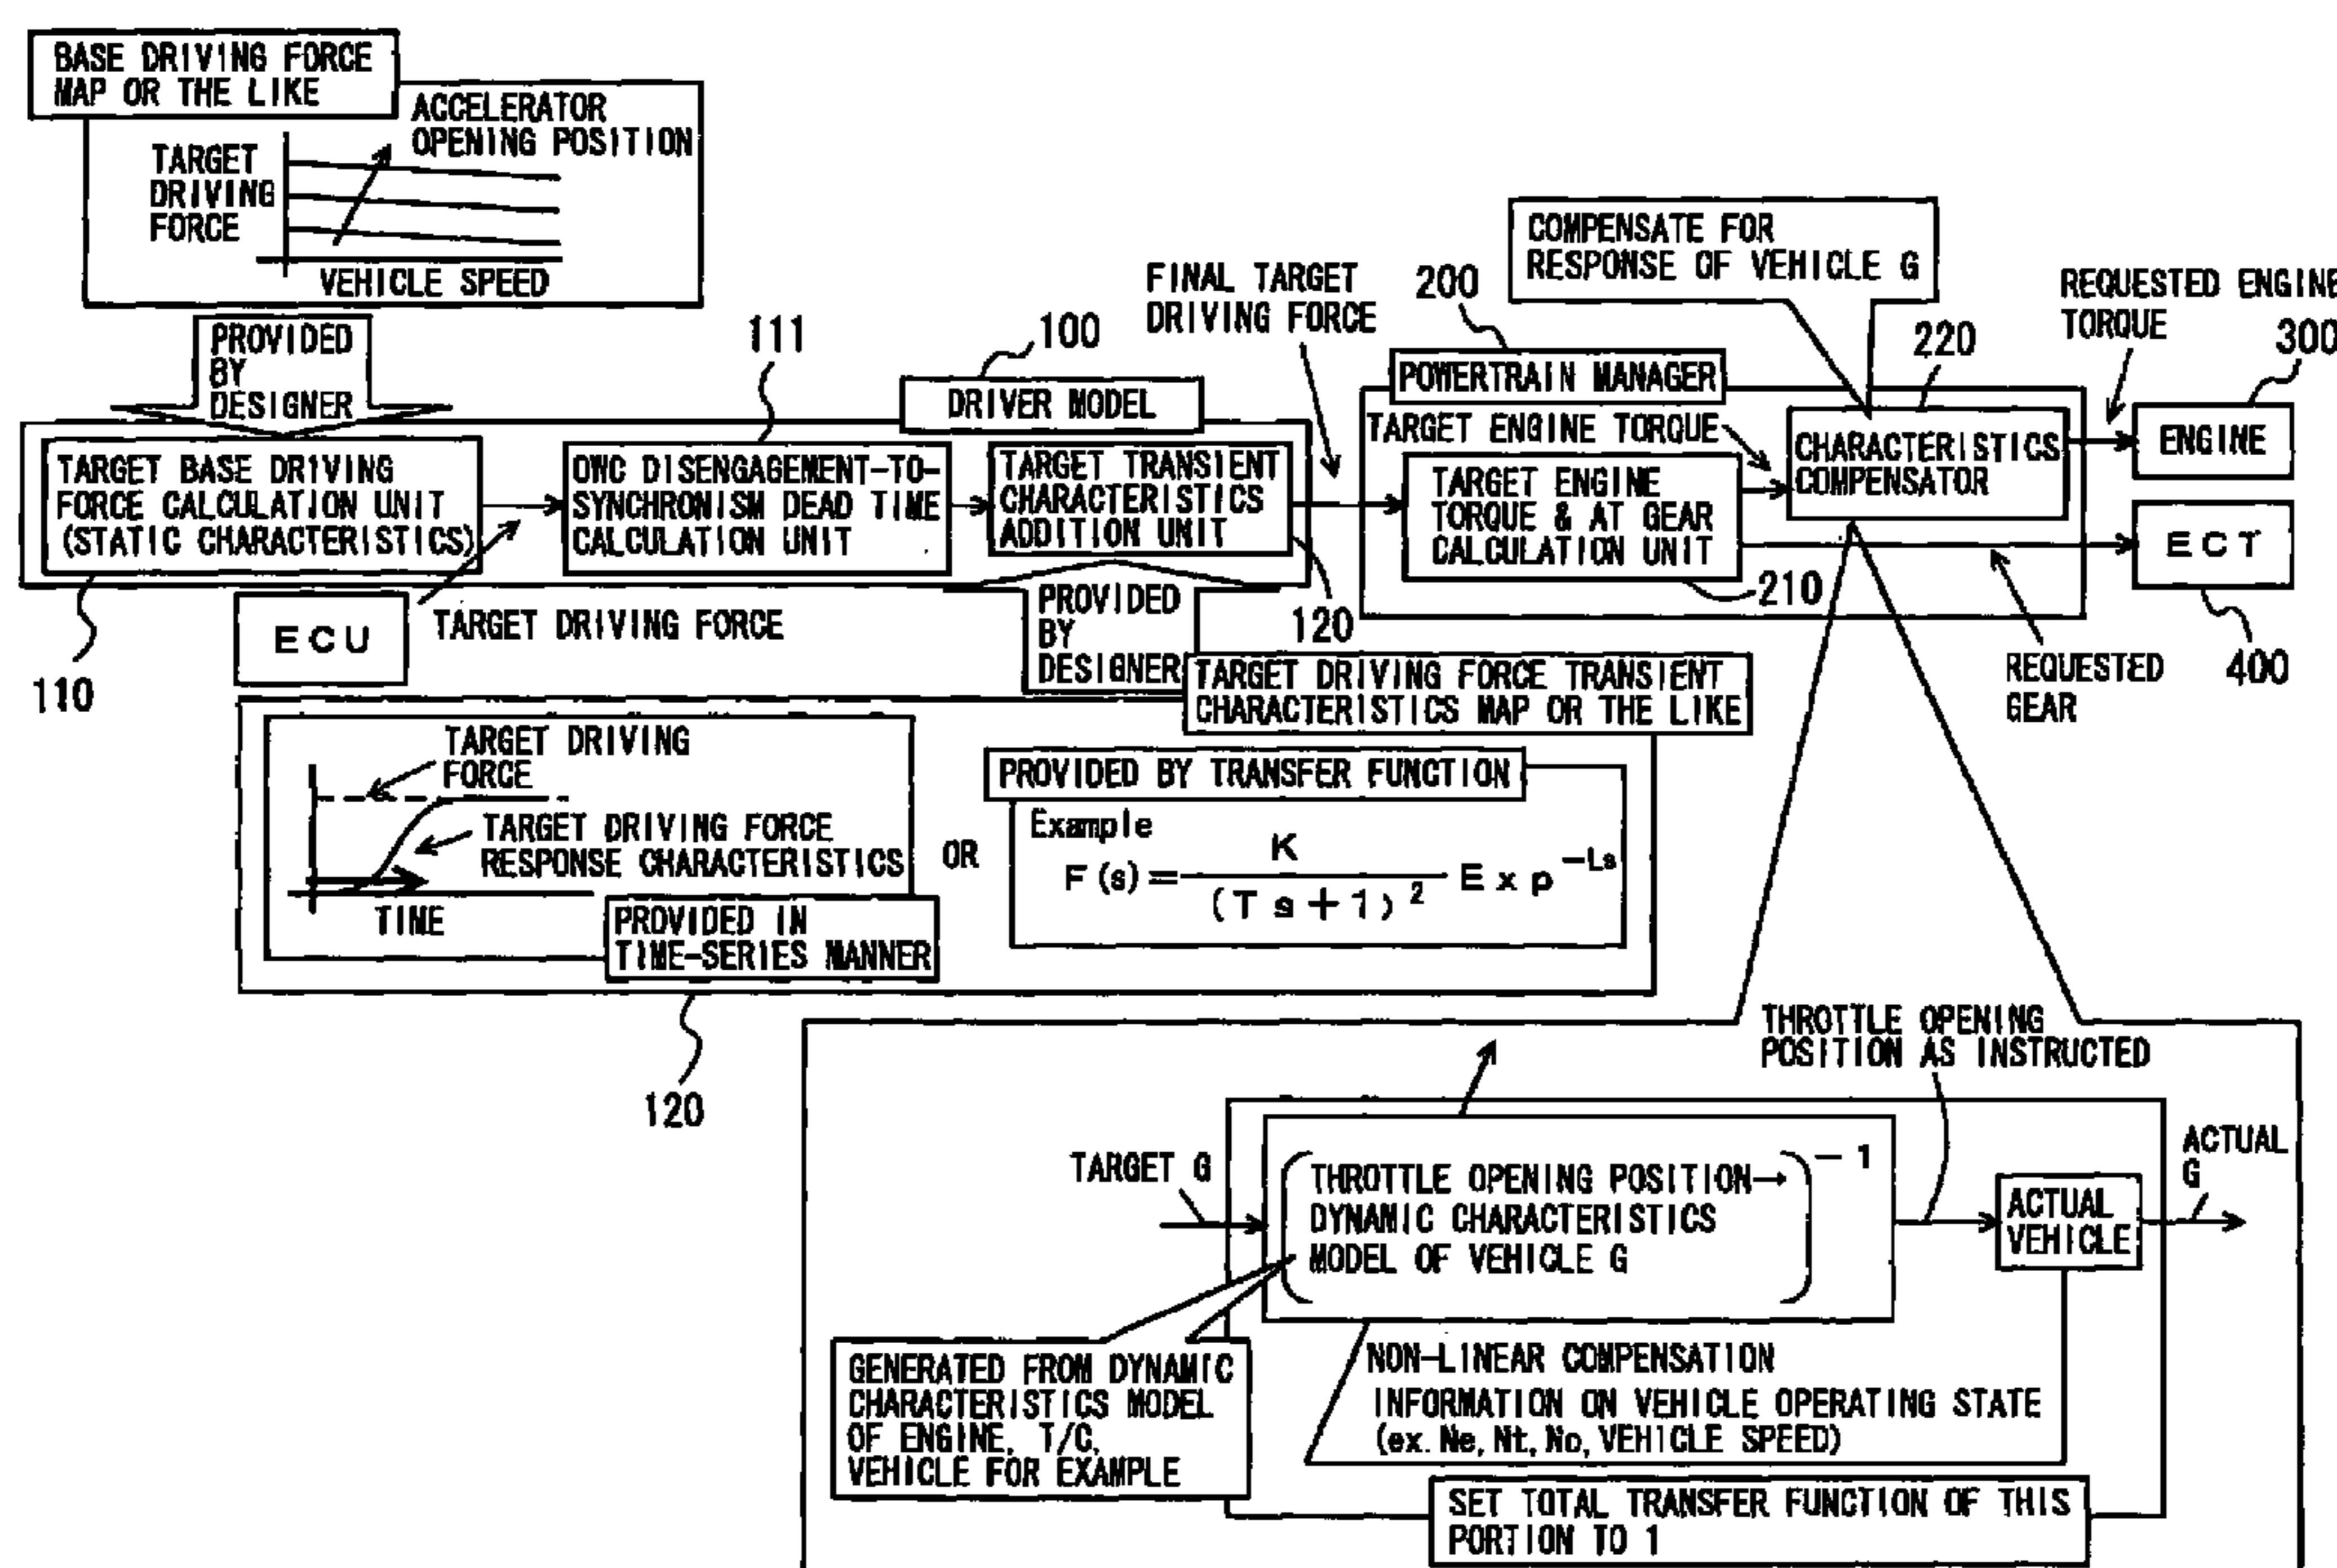 BASE DRIVING FORCE
MAP OR THE LIKE
ACCELERATOR
OPENING POSITION
TARGET
DRIVING
FORCE
VEHICLE SPEED
PROVIDED
BY
DESIGNER
COMPENSATE FOR
RESPONSE OF VEHICLE G
FINAL TARGET
DRIVING FORCE
REQUESTED ENGINE
TORQUE
111
100
200
220
300
DRIVER MODEL
POWERTRAIN MANAGER
TARGET BASE DRIVING
FORCE CALCULATION UNIT
(STATIC CHARACTERISTICS)
OWC DISENGAGEMENT-TO-
SYNCHRONISM DEAD TIME
CALCULATION UNIT
TARGET TRANSIENT
CHARACTERISTICS
ADDITION UNIT
TARGET ENGINE TORQUE
TARGET ENGINE
TORQUE & AT GEAR
CALCULATION UNIT
CHARACTERISTICS
COMPENSATOR
ENGINE
ECT
110
ECU
TARGET DRIVING FORCE
PROVIDED
BY
DESIGNER
120
210
REQUESTED
GEAR
400
TARGET DRIVING FORCE TRANSIENT
CHARACTERISTICS MAP OR THE LIKE
TARGET DRIVING
FORCE
TARGET DRIVING FORCE
RESPONSE CHARACTERISTICS
TIME
PROVIDED IN
TIME-SERIES MANNER
OR
PROVIDED BY TRANSFER FUNCTION
Example
F(s)=K/(Ts+1)² Exp^-Ls
120
THROTTLE OPENING
POSITION AS INSTRUCTED
TARGET G
(THROTTLE OPENING POSITION→
DYNAMIC CHARACTERISTICS
MODEL OF VEHICLE G)^-1
ACTUAL
VEHICLE
ACTUAL
G
GENERATED FROM DYNAMIC
CHARACTERISTICS MODEL
OF ENGINE, T/C,
VEHICLE FOR EXAMPLE
NON-LINEAR COMPENSATION
INFORMATION ON VEHICLE OPERATING STATE
(ex. Ne, Nt, No, VEHICLE SPEED)
SET TOTAL TRANSFER FUNCTION OF THIS
PORTION TO 1